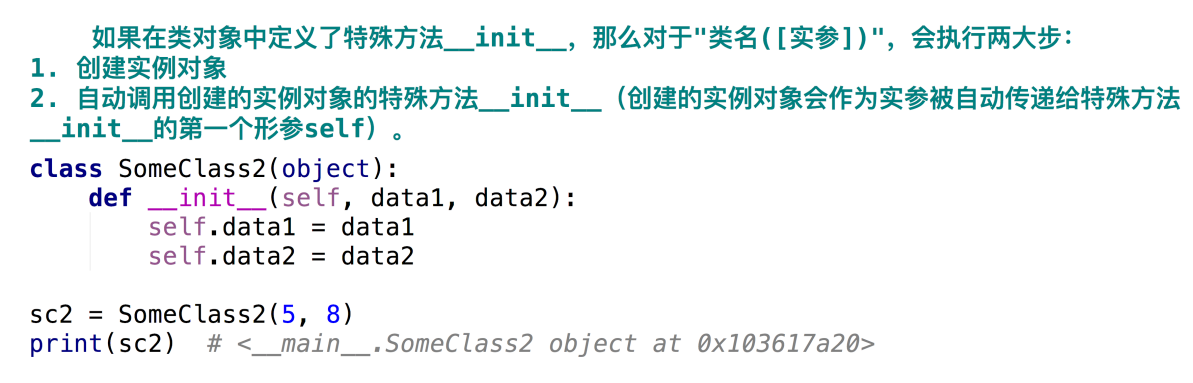 如果在类对象中定义了特殊方法__init__，那么对于"类名([实参])"，会执行两大步：
1. 创建实例对象
2. 自动调用创建的实例对象的特殊方法__init__（创建的实例对象会作为实参被自动传递给特殊方法
__init__的第一个形参self）。
class SomeClass2(object):
    def __init__(self, data1, data2):
        self.data1 = data1
        self.data2 = data2

sc2 = SomeClass2(5, 8)
print(sc2)  # <__main__.SomeClass2 object at 0x103617a20>